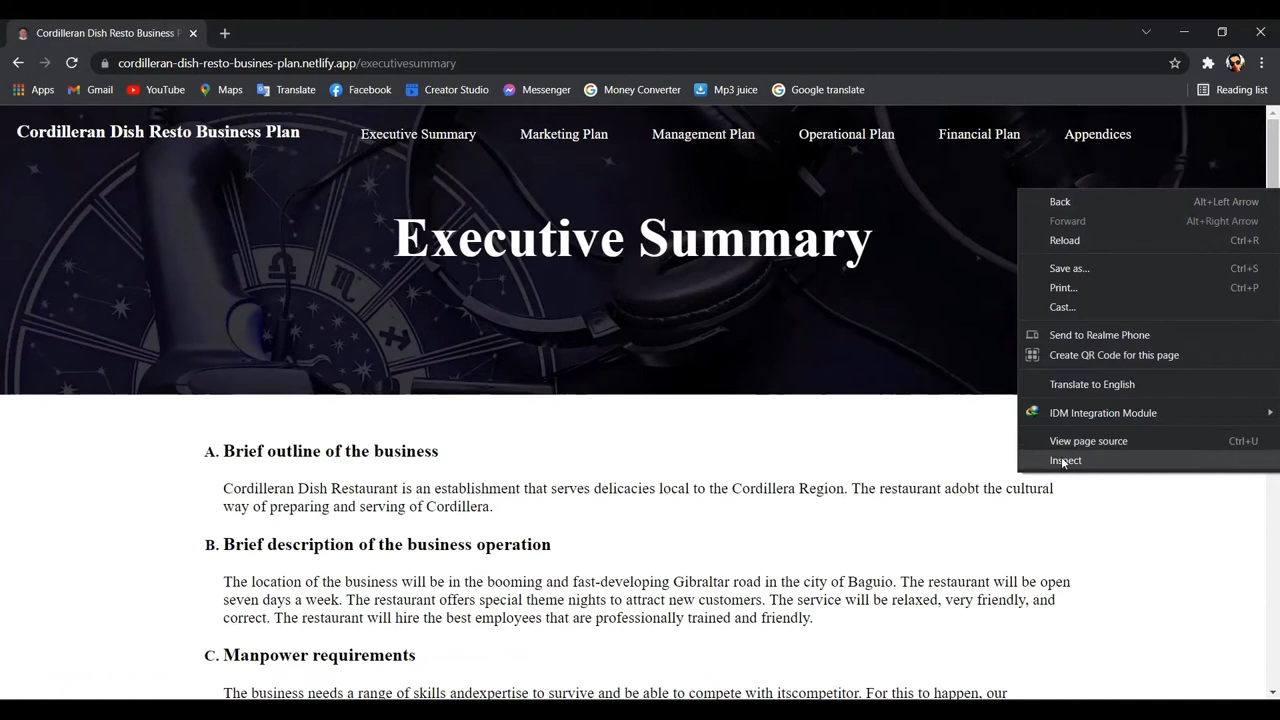 Cordilleran Dish Resto Business P
cordilleran-dish-resto-busines-plan.netlify.app/executivesummary
Apps Gmail YouTube Maps Translate Facebook Creator Studio Messenger Money Converter Mp3 juice Google translate Reading list
Cordilleran Dish Resto Business Plan Executive Summary Marketing Plan Management Plan Operational Plan Financial Plan Appendices
Executive Summary
Back Alt+Left Arrow
Forward Alt+Right Arrow
Reload Ctrl+R
Save as... Ctrl+S
Print... Ctrl+P
Cast...
Send to Realme Phone
Create QR Code for this page
Translate to English
IDM Integration Module
View page source Ctrl+U
Inspect
A. Brief outline of the business
Cordilleran Dish Restaurant is an establishment that serves delicacies local to the Cordillera Region. The restaurant adobt the cultural
way of preparing and serving of Cordillera.
B. Brief description of the business operation
The location of the business will be in the booming and fast-developing Gibraltar road in the city of Baguio. The restaurant will be open
seven days a week. The restaurant offers special theme nights to attract new customers. The service will be relaxed, very friendly, and
correct. The restaurant will hire the best employees that are professionally trained and friendly.
C. Manpower requirements
The business needs a range of skills andexpertise to survive and be able to compete with itscompetitor. For this to happen, our